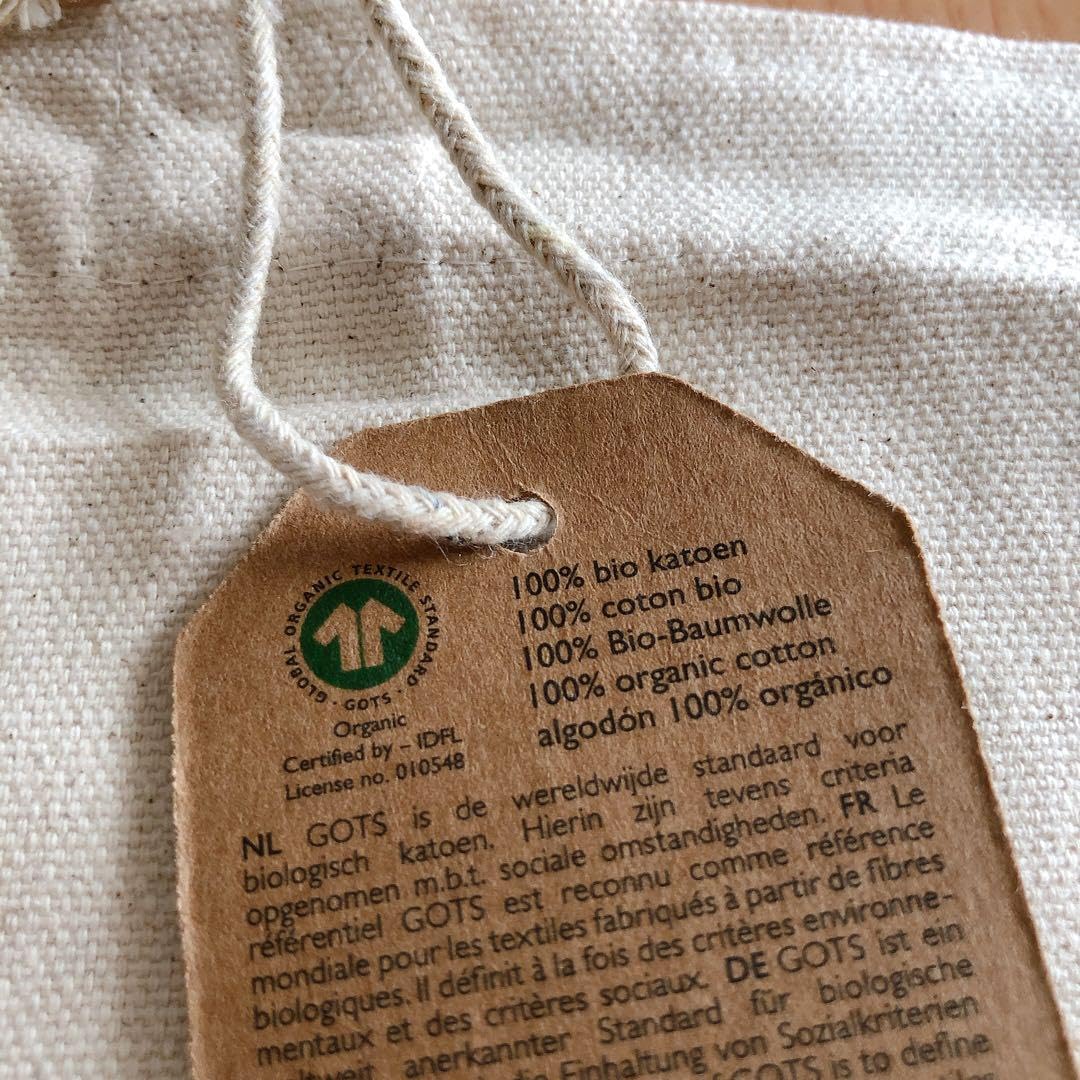 GLOBAL ORGANIC TEXTILE STANDARD · GOTS ·
Organic
Certified by – IDFL
License no. 010548
100% bio katoen
100% coton bio
100% Bio-Baumwolle
100% organic cotton
algodón 100% orgánico
NL GOTS is de wereldwijde standaard voor
biologisch katoen. Hierin zijn tevens criteria
opgenomen m.b.t. sociale omstandigheden. FR Le
référentiel GOTS est reconnu comme référence
mondiale pour les textiles fabriqués à partir de fibres
biologiques. Il définit à la fois des critères environne-
mentaux et des critères sociaux. DE GOTS ist ein
anerkannter Standard für biologische
Einhaltung von Sozialkriterien
GOTS is to define